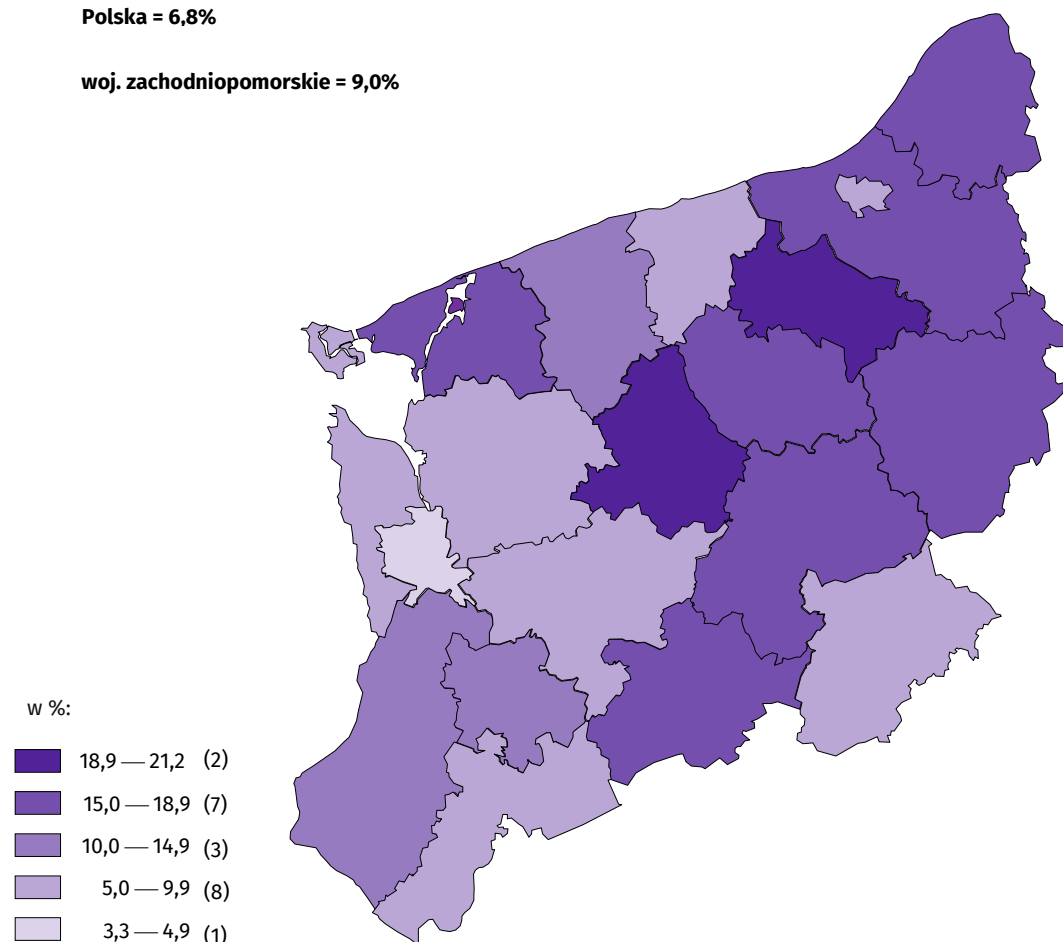 Polska = 6,8%
woj. zachodniopomorskie = 9,0%
w %:
18,9 — 21,2 (2)
15,0 — 18,9 (7)
10,0 — 14,9 (3)
5,0 — 9,9 (8)
3,3 — 4,9 (1)